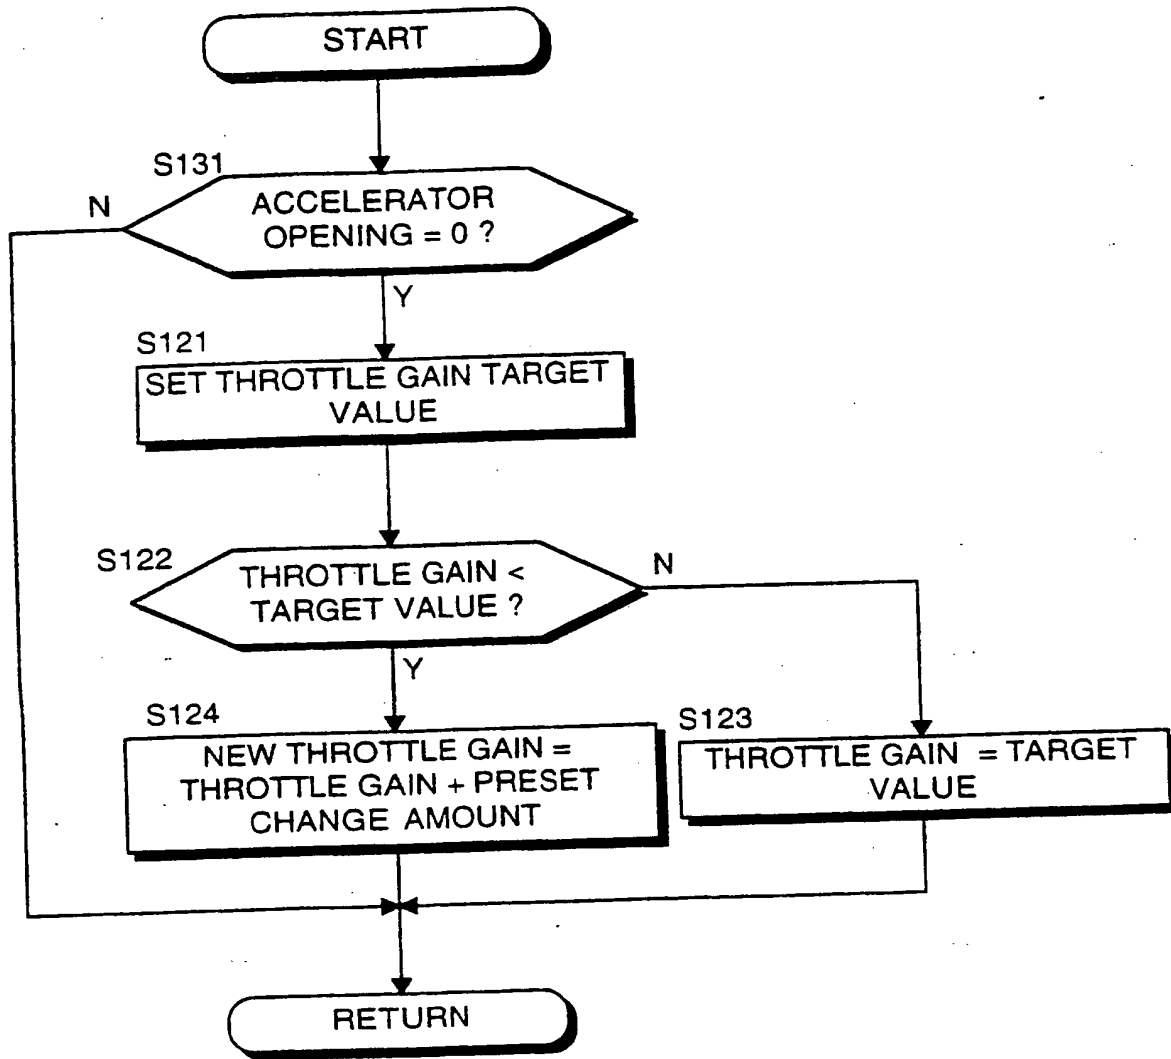 START
S131
N
ACCELERATOR
OPENING = 0 ?
Y
S121
SET THROTTLE GAIN TARGET
VALUE
S122
THROTTLE GAIN <
TARGET VALUE ?
N
Y
S124
NEW THROTTLE GAIN =
THROTTLE GAIN + PRESET
CHANGE AMOUNT
S123
THROTTLE GAIN = TARGET
VALUE
RETURN